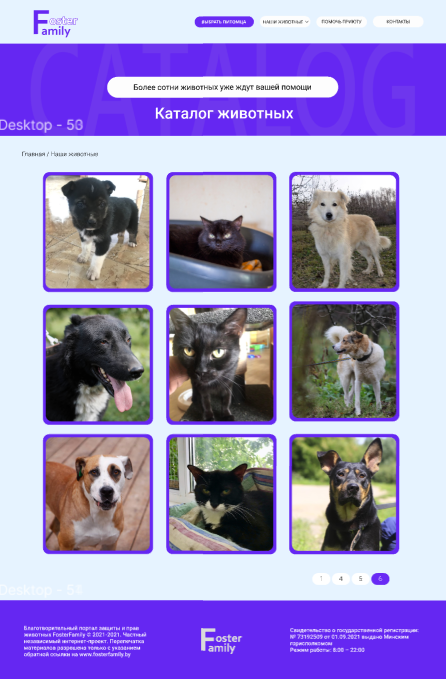 Foster
Family
ВЫБРАТЬ ПИТОМЦА
НАШИ ЖИВОТНЫЕ
ПОМОЧЬ ПРИЮТУ
КОНТАКТЫ
CATALOG
Более сотни животных уже ждут вашей помощи
Каталог животных
Desktop - 53
Главная / Наши животные
1 4 5 6
Desktop - 54
Благотворительный портал защиты и прав
животных FosterFamily © 2021-2021. Частный
независимый интернет-проект. Перепечатка
материалов разрешена только с указанием
обратной ссылки на www.fosterfamily.by
Foster
Family
Свидетельство о государственной регистрации:
№ 73192509 от 01.09.2021 выдано Минским
горисполкомом
Режим работы: 8:00 – 22:00